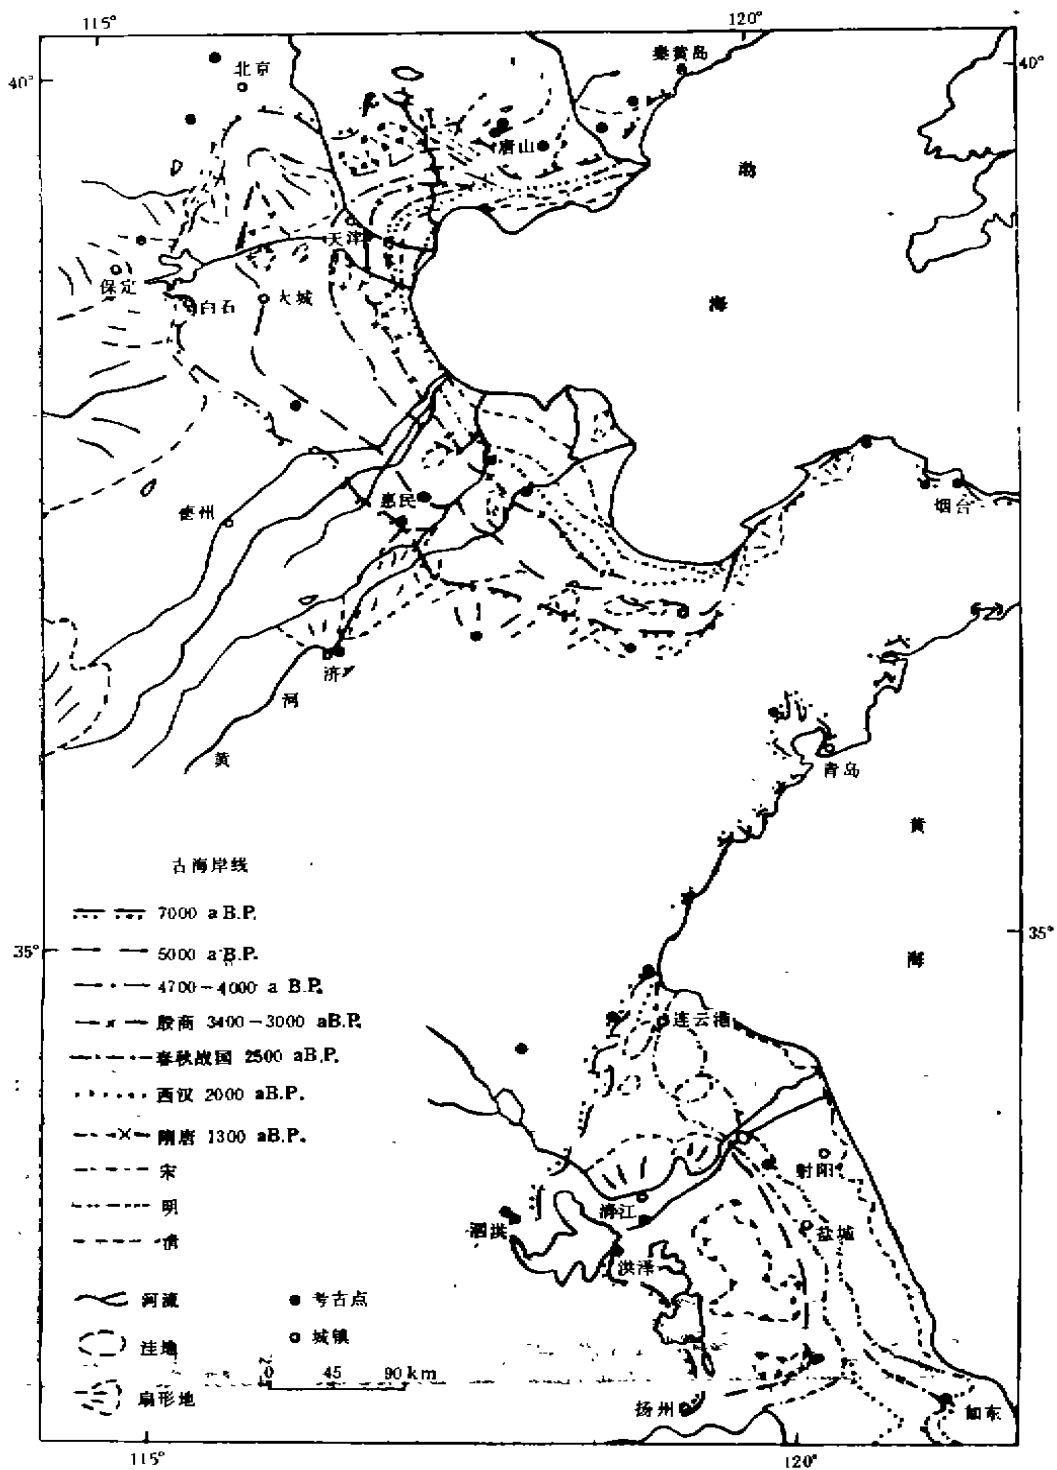 115°
120°
40°
40°
北京
秦黄岛
唐山
渤
天津
保定
白石
大城
海
惠民
德州
烟台
济
河
黄
青岛
黄
海
35°
35°
古海岸线
7000 aB.P.
5000 aB.P.
4700-4000 a B.P.
殷商 3400-3000 aB.P.
春秋战国 2500 aB.P.
西汉 2000 aB.P.
隋唐 1300 aB.P.
宋
明
清
河流
考古点
洼地
城镇
扇形地
0 45 90 km
连云港
射阳
清江
盐城
泗洪
洪泽
扬州
如东
115°
120°